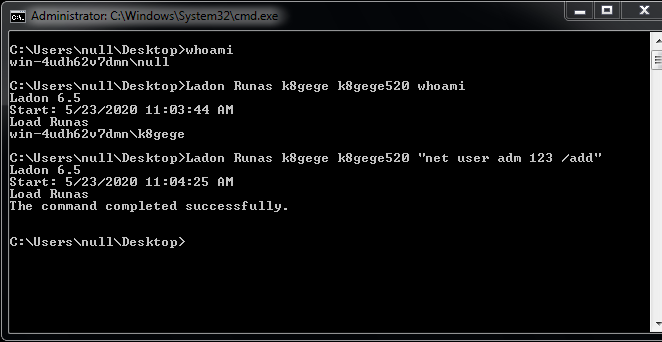 Administrator: C:\Windows\System32\cmd.exe
C:\Users\null\Desktop>whoami
win-4udh62v7dmn\null
C:\Users\null\Desktop>Ladon Runas k8gege k8gege520 whoami
Ladon 6.5
Start: 5/23/2020 11:03:44 AM
Load Runas
win-4udh62v7dmn\k8gege
C:\Users\null\Desktop>Ladon Runas k8gege k8gege520 "net user adm 123 /add"
Ladon 6.5
Start: 5/23/2020 11:04:25 AM
Load Runas
The command completed successfully.
C:\Users\null\Desktop>